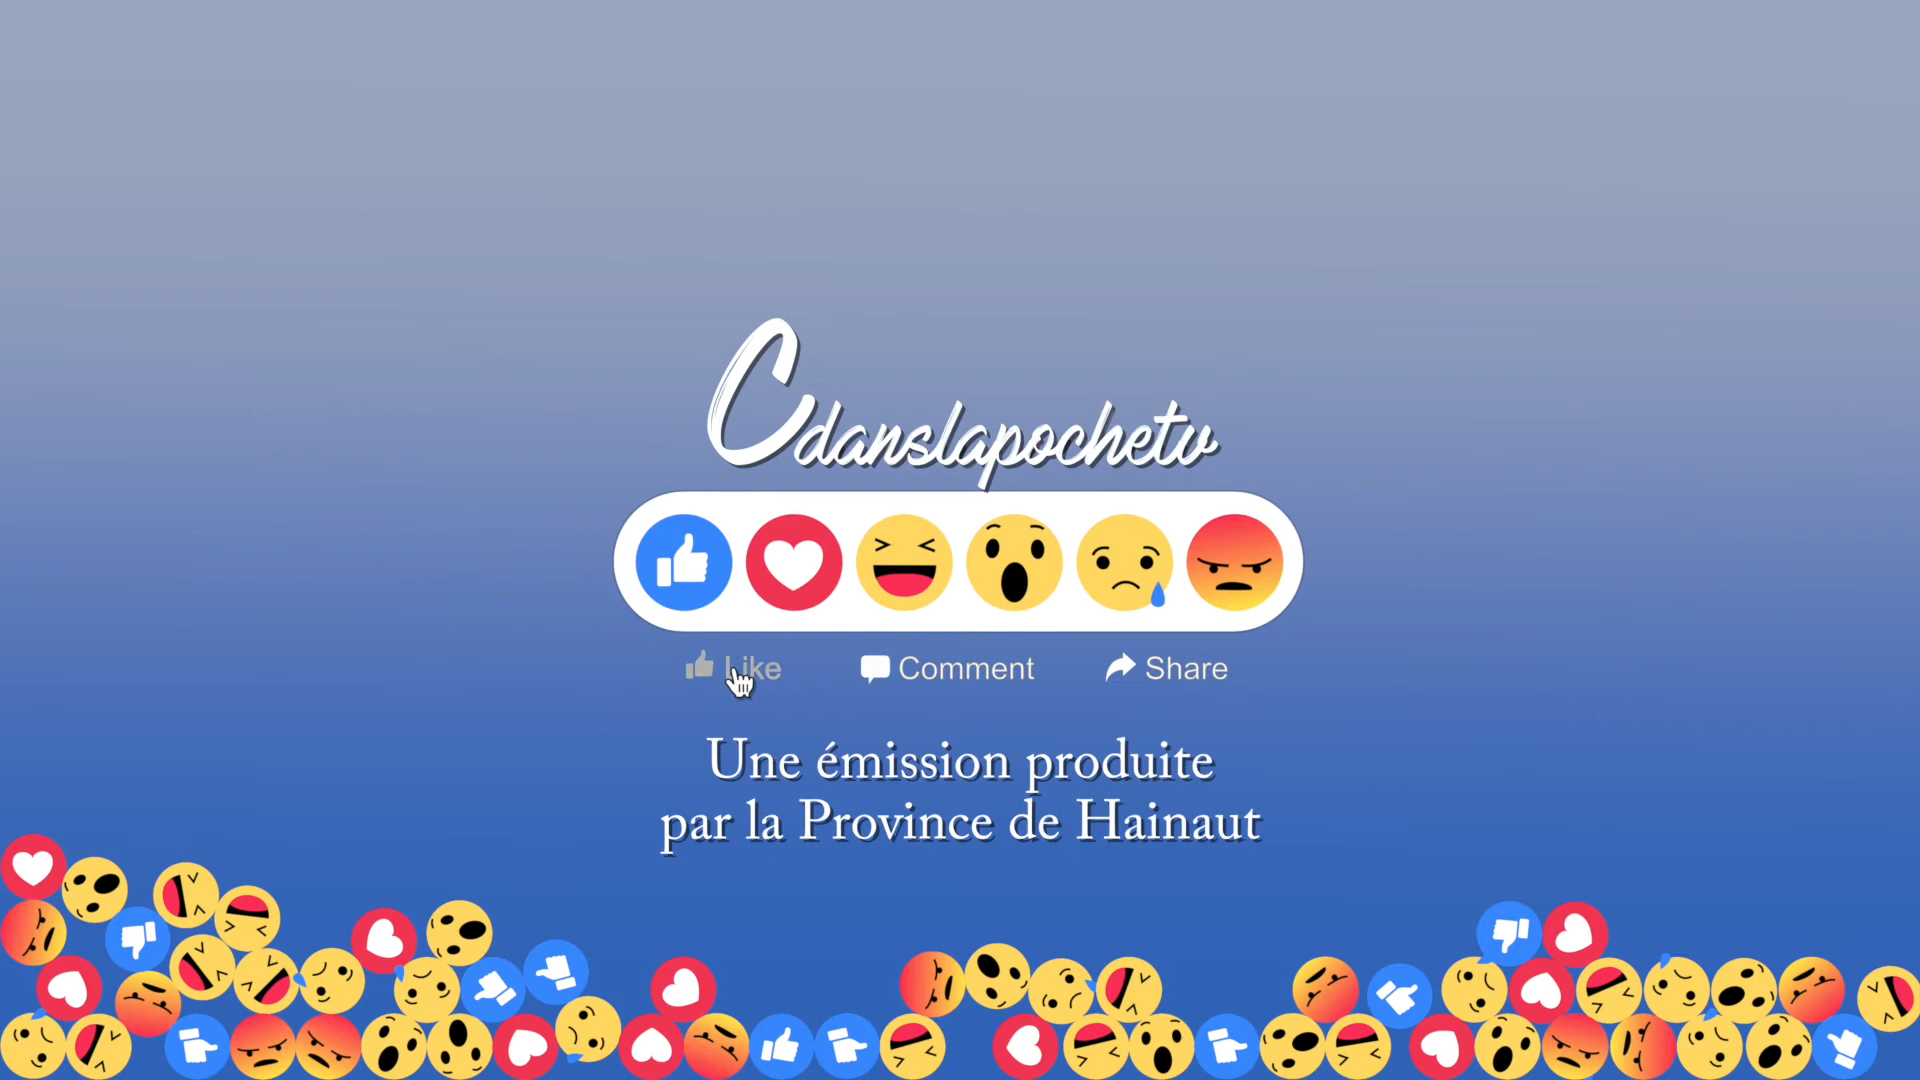 Cdanslapochetv
Like Comment Share
Une émission produite
par la Province de Hainaut